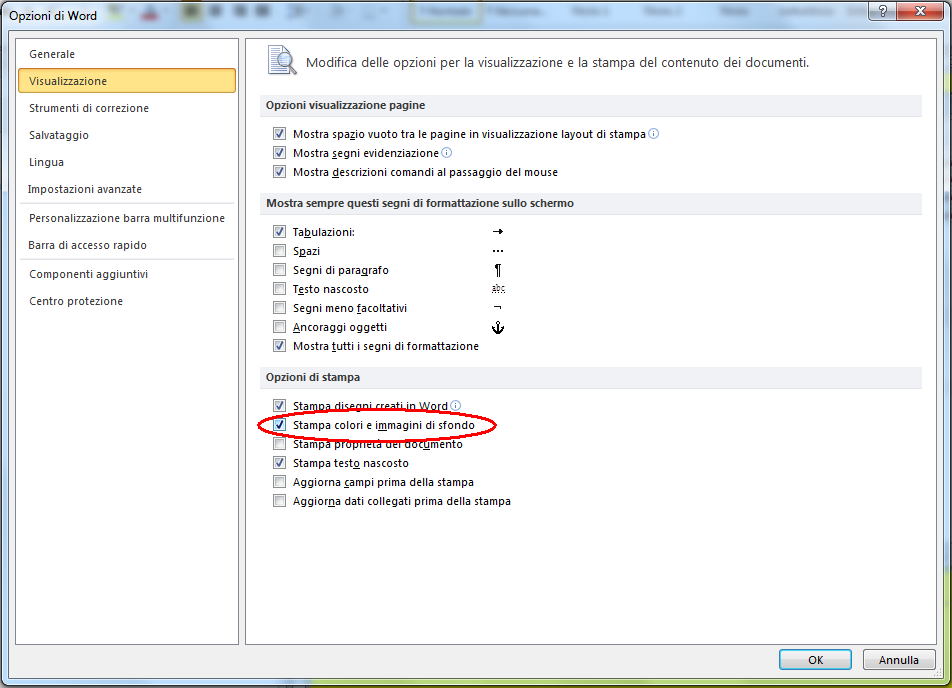 Opzioni di Word
Generale
Visualizzazione
Strumenti di correzione
Salvataggio
Lingua
Impostazioni avanzate
Personalizzazione barra multifunzione
Barra di accesso rapido
Componenti aggiuntivi
Centro protezione
Modifica delle opzioni per la visualizzazione e la stampa del contenuto dei documenti.
Opzioni visualizzazione pagine
Mostra spazio vuoto tra le pagine in visualizzazione layout di stampa
Mostra segni evidenziazione
Mostra descrizioni comandi al passaggio del mouse
Mostra sempre questi segni di formattazione sullo schermo
Tabulazioni: →
Spazi ···
Segni di paragrafo ¶
Testo nascosto abc
Segni meno facoltativi ¬
Ancoraggi oggetti
Mostra tutti i segni di formattazione
Opzioni di stampa
Stampa disegni creati in Word
Stampa colori e immagini di sfondo
Stampa proprietà del documento
Stampa testo nascosto
Aggiorna campi prima della stampa
Aggiorna dati collegati prima della stampa
OK Annulla